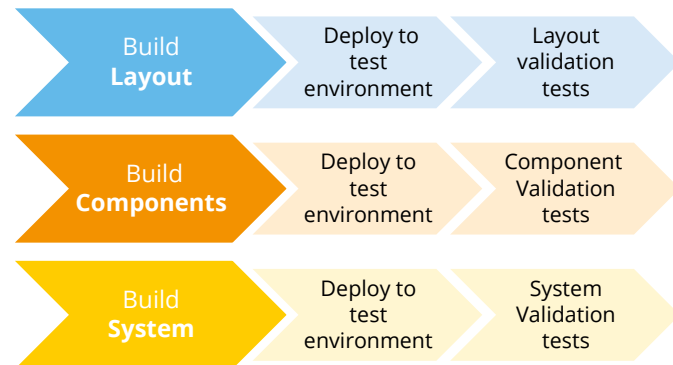 Build
Layout
Deploy to
test
environment
Layout
validation
tests
Build
Components
Deploy to
test
environment
Component
Validation
tests
Build
System
Deploy to
test
environment
System
Validation
tests